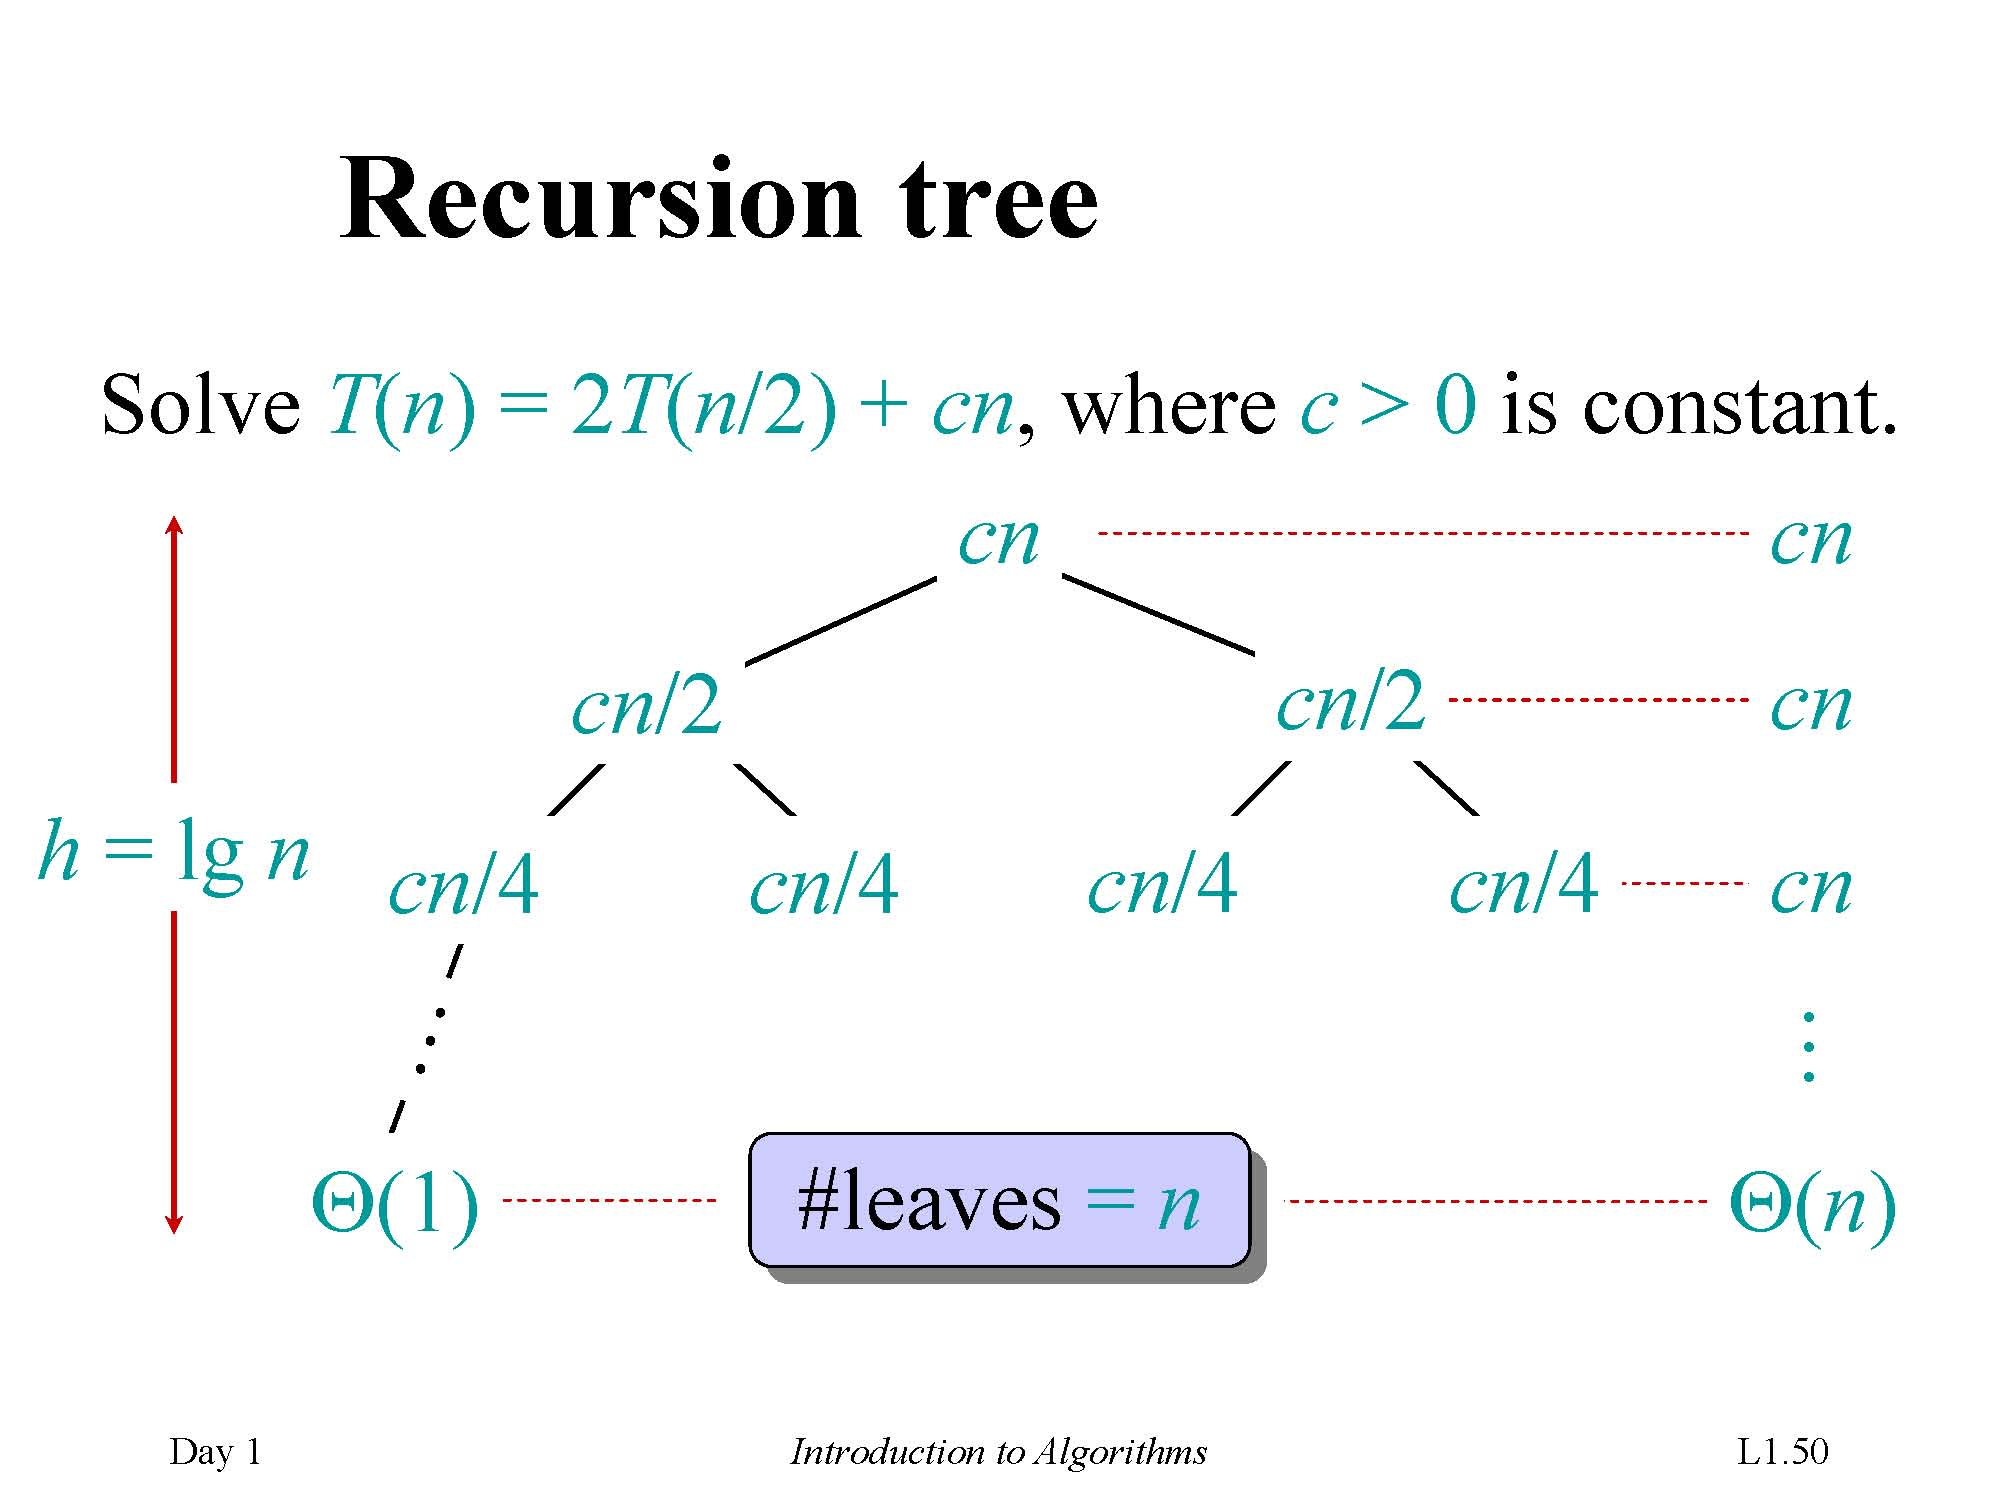 Recursion tree
Solve T(n) = 2T(n/2) + cn, where c > 0 is constant.
cn cn
cn/2 cn/2 cn
h = lg n cn/4 cn/4 cn/4 cn/4 cn
Θ(1) #leaves = n Θ(n)
Day 1 Introduction to Algorithms L1.50